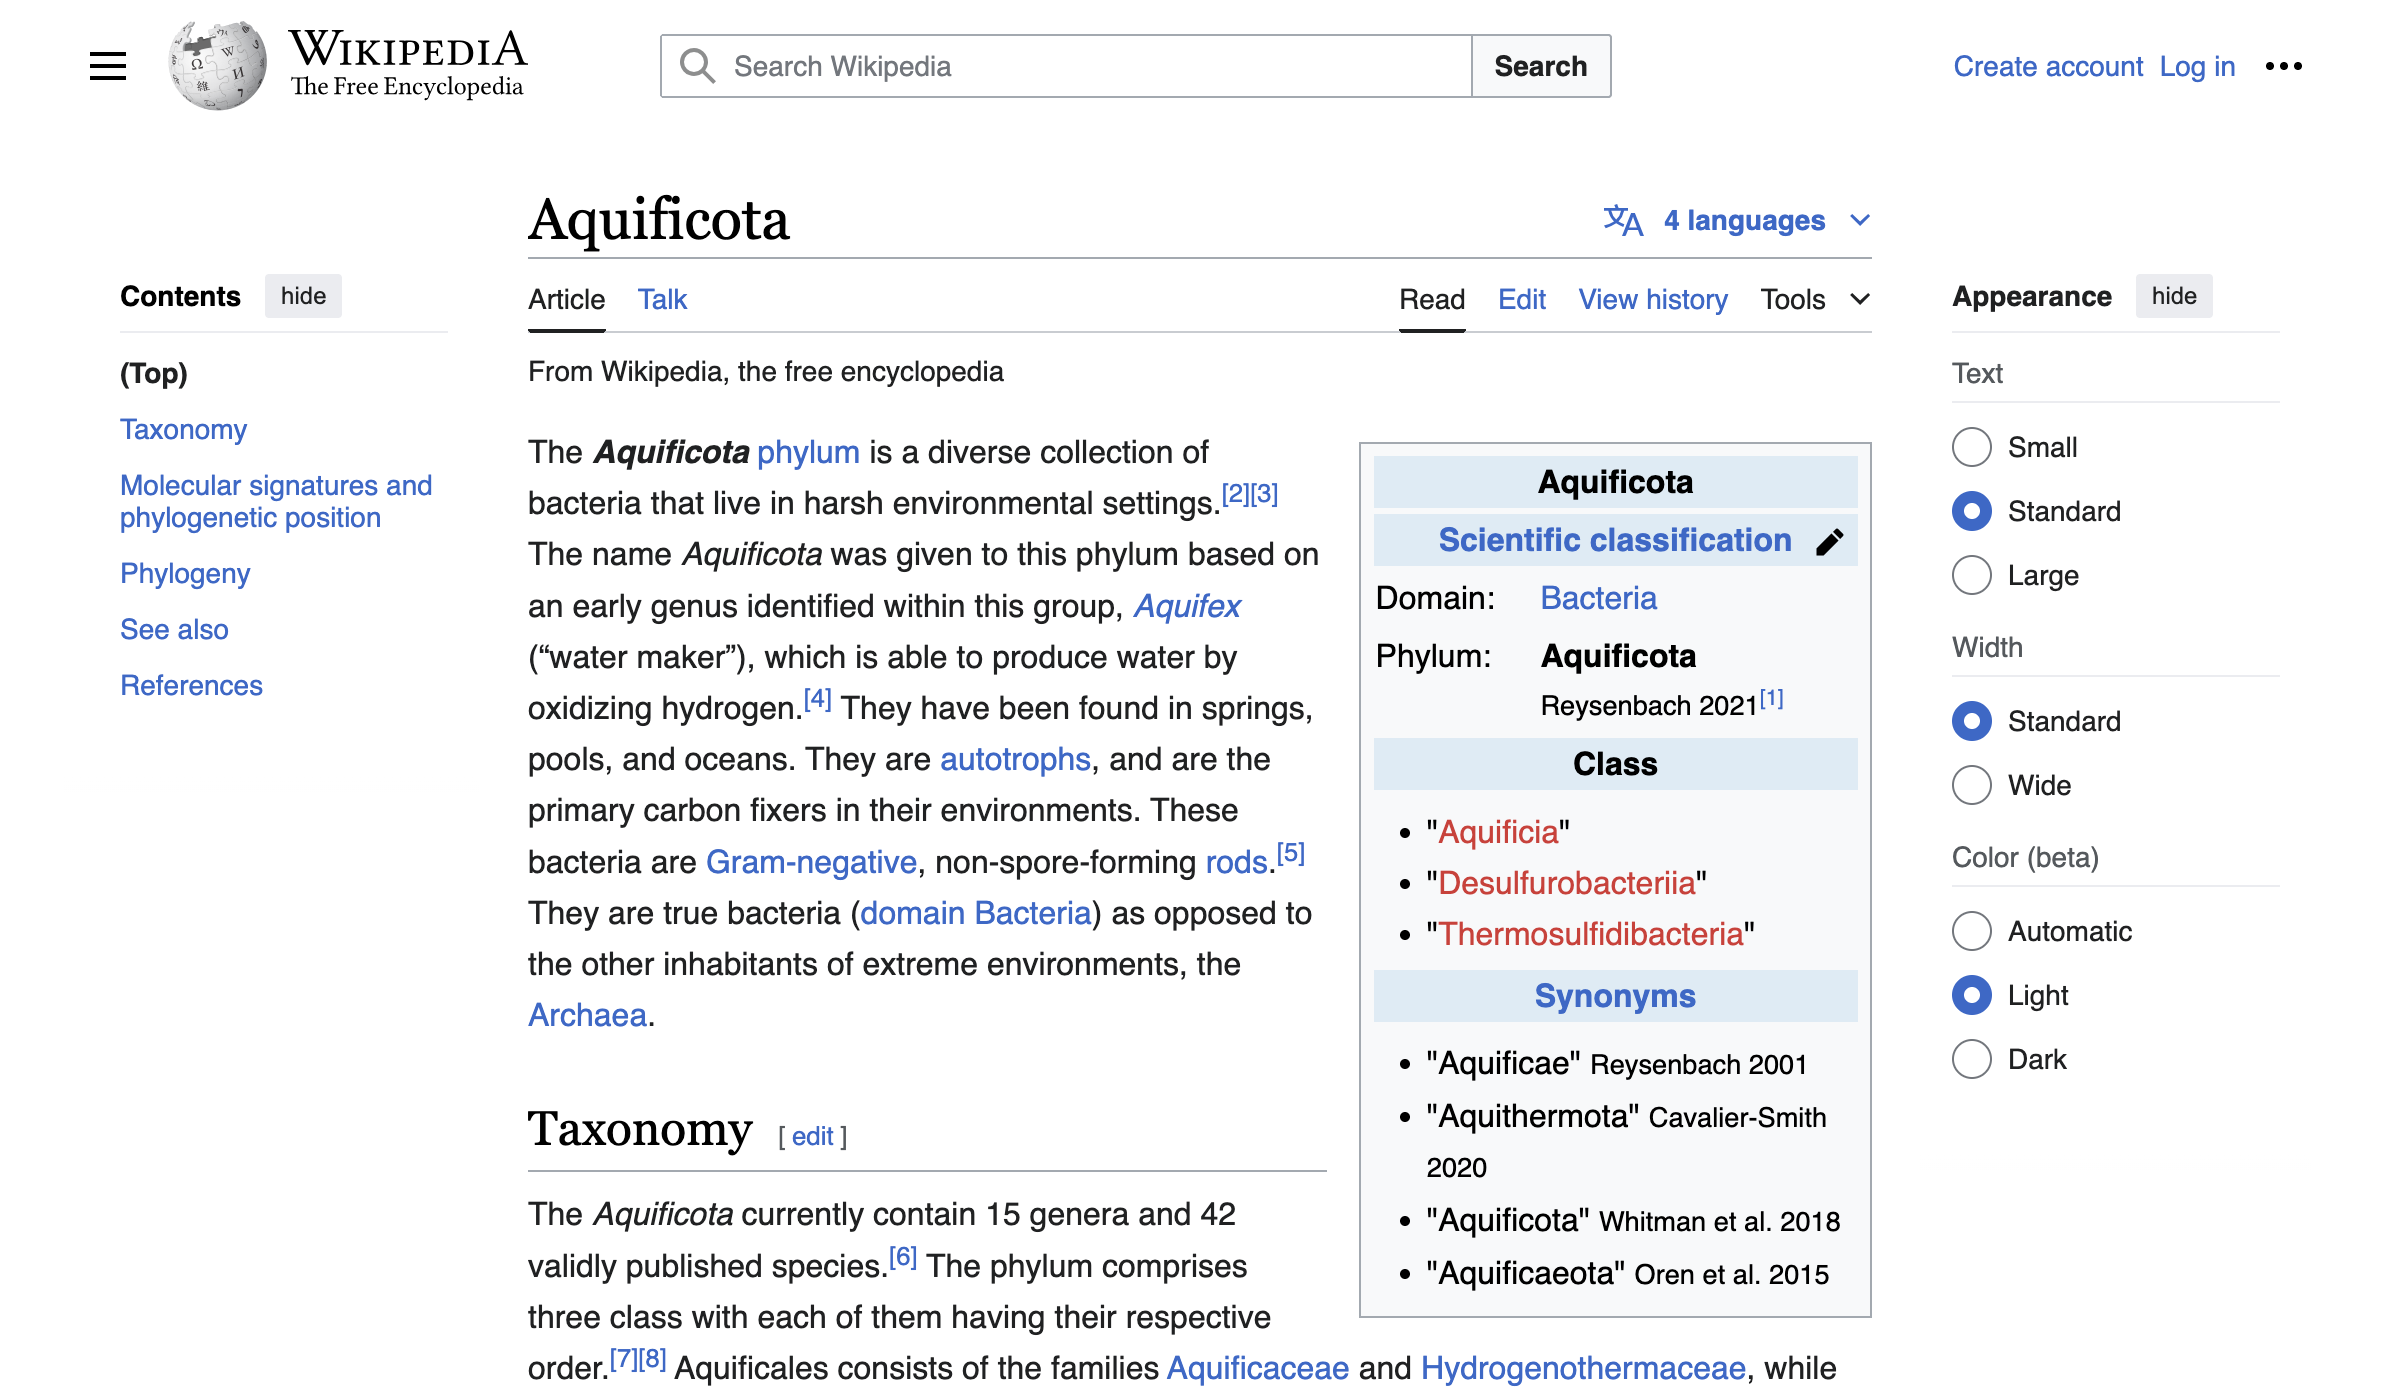 WIKIPEDIA
The Free Encyclopedia
Search Wikipedia
Search
Create account Log in
Aquificota
4 languages
Contents hide
(Top)
Taxonomy
Molecular signatures and
phylogenetic position
Phylogeny
See also
References
Article Talk
Read Edit View history Tools
From Wikipedia, the free encyclopedia
The Aquificota phylum is a diverse collection of
bacteria that live in harsh environmental settings.[2][3]
The name Aquificota was given to this phylum based on
an early genus identified within this group, Aquifex
(“water maker”), which is able to produce water by
oxidizing hydrogen.[4] They have been found in springs,
pools, and oceans. They are autotrophs, and are the
primary carbon fixers in their environments. These
bacteria are Gram-negative, non-spore-forming rods.[5]
They are true bacteria (domain Bacteria) as opposed to
the other inhabitants of extreme environments, the
Archaea.
Aquificota
Scientific classification
Domain: Bacteria
Phylum: Aquificota
Reysenbach 2021[1]
Class
"Aquificia"
"Desulfurobacteriia"
"Thermosulfidibacteria"
Synonyms
"Aquificae" Reysenbach 2001
"Aquithermota" Cavalier-Smith
2020
"Aquificota" Whitman et al. 2018
"Aquificaeota" Oren et al. 2015
Taxonomy [ edit ]
The Aquificota currently contain 15 genera and 42
validly published species.[6] The phylum comprises
three class with each of them having their respective
order.[7][8] Aquificales consists of the families Aquificaceae and Hydrogenothermaceae, while
Appearance hide
Text
Small
Standard
Large
Width
Standard
Wide
Color (beta)
Automatic
Light
Dark